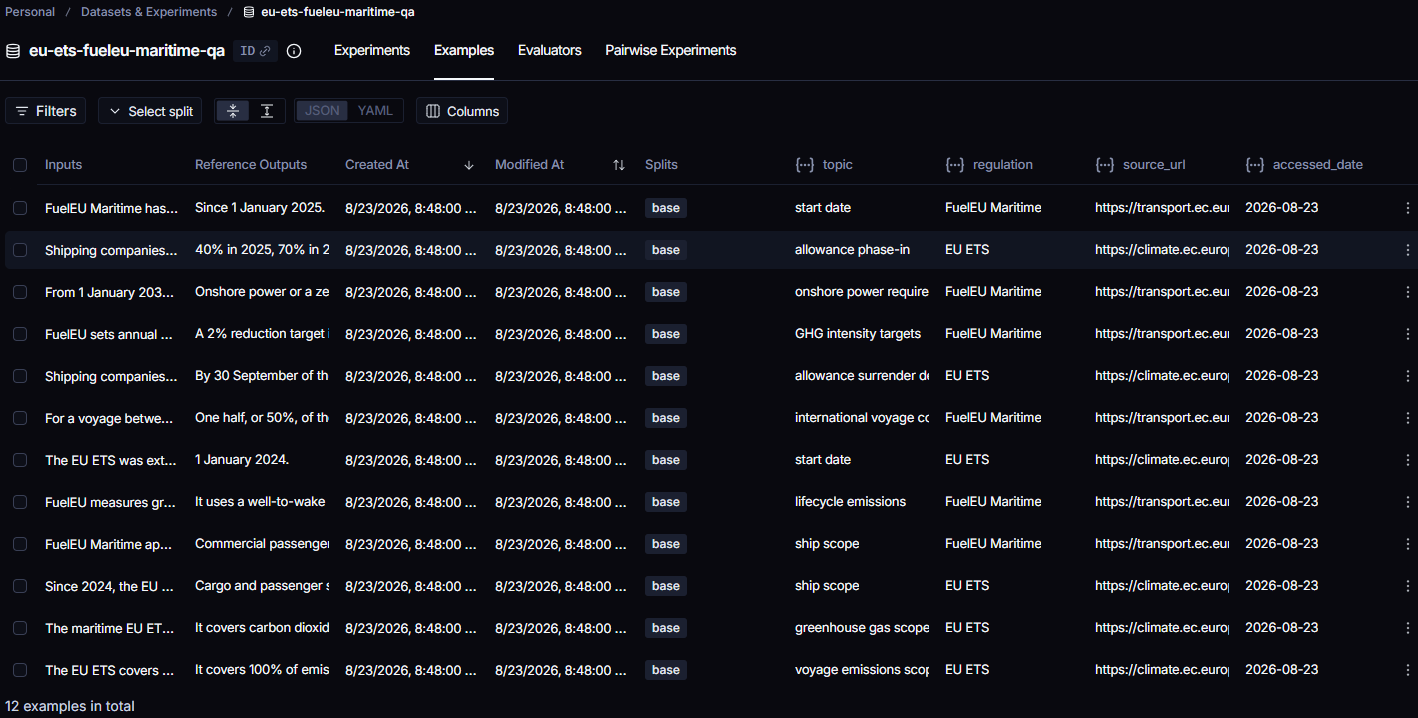 Personal / Datasets & Experiments / eu-ets-fueleu-maritime-qa
eu-ets-fueleu-maritime-qa ID Experiments Examples Evaluators Pairwise Experiments
Filters Select split JSON YAML Columns
Inputs Reference Outputs Created At Modified At Splits topic regulation source_url accessed_date
FuelEU Maritime has... Since 1 January 2025. 8/23/2026, 8:48:00 ... 8/23/2026, 8:48:00 ... base start date FuelEU Maritime https://transport.ec.eur 2026-08-23
Shipping companies... 40% in 2025, 70% in 2 8/23/2026, 8:48:00 ... 8/23/2026, 8:48:00 ... base allowance phase-in EU ETS https://climate.ec.europ 2026-08-23
From 1 January 203... Onshore power or a ze 8/23/2026, 8:48:00 ... 8/23/2026, 8:48:00 ... base onshore power require FuelEU Maritime https://transport.ec.eur 2026-08-23
FuelEU sets annual ... A 2% reduction target i 8/23/2026, 8:48:00 ... 8/23/2026, 8:48:00 ... base GHG intensity targets FuelEU Maritime https://transport.ec.eur 2026-08-23
Shipping companies... By 30 September of th 8/23/2026, 8:48:00 ... 8/23/2026, 8:48:00 ... base allowance surrender de EU ETS https://climate.ec.europ 2026-08-23
For a voyage betwe... One half, or 50%, of th 8/23/2026, 8:48:00 ... 8/23/2026, 8:48:00 ... base international voyage co FuelEU Maritime https://transport.ec.eur 2026-08-23
The EU ETS was ext... 1 January 2024. 8/23/2026, 8:48:00 ... 8/23/2026, 8:48:00 ... base start date EU ETS https://climate.ec.europ 2026-08-23
FuelEU measures gr... It uses a well-to-wake 8/23/2026, 8:48:00 ... 8/23/2026, 8:48:00 ... base lifecycle emissions FuelEU Maritime https://transport.ec.eur 2026-08-23
FuelEU Maritime ap... Commercial passenger 8/23/2026, 8:48:00 ... 8/23/2026, 8:48:00 ... base ship scope FuelEU Maritime https://transport.ec.eur 2026-08-23
Since 2024, the EU ... Cargo and passenger s 8/23/2026, 8:48:00 ... 8/23/2026, 8:48:00 ... base ship scope EU ETS https://climate.ec.europ 2026-08-23
The maritime EU ET... It covers carbon dioxid 8/23/2026, 8:48:00 ... 8/23/2026, 8:48:00 ... base greenhouse gas scope EU ETS https://climate.ec.europ 2026-08-23
The EU ETS covers ... It covers 100% of emis 8/23/2026, 8:48:00 ... 8/23/2026, 8:48:00 ... base voyage emissions scop EU ETS https://climate.ec.europ 2026-08-23
12 examples in total